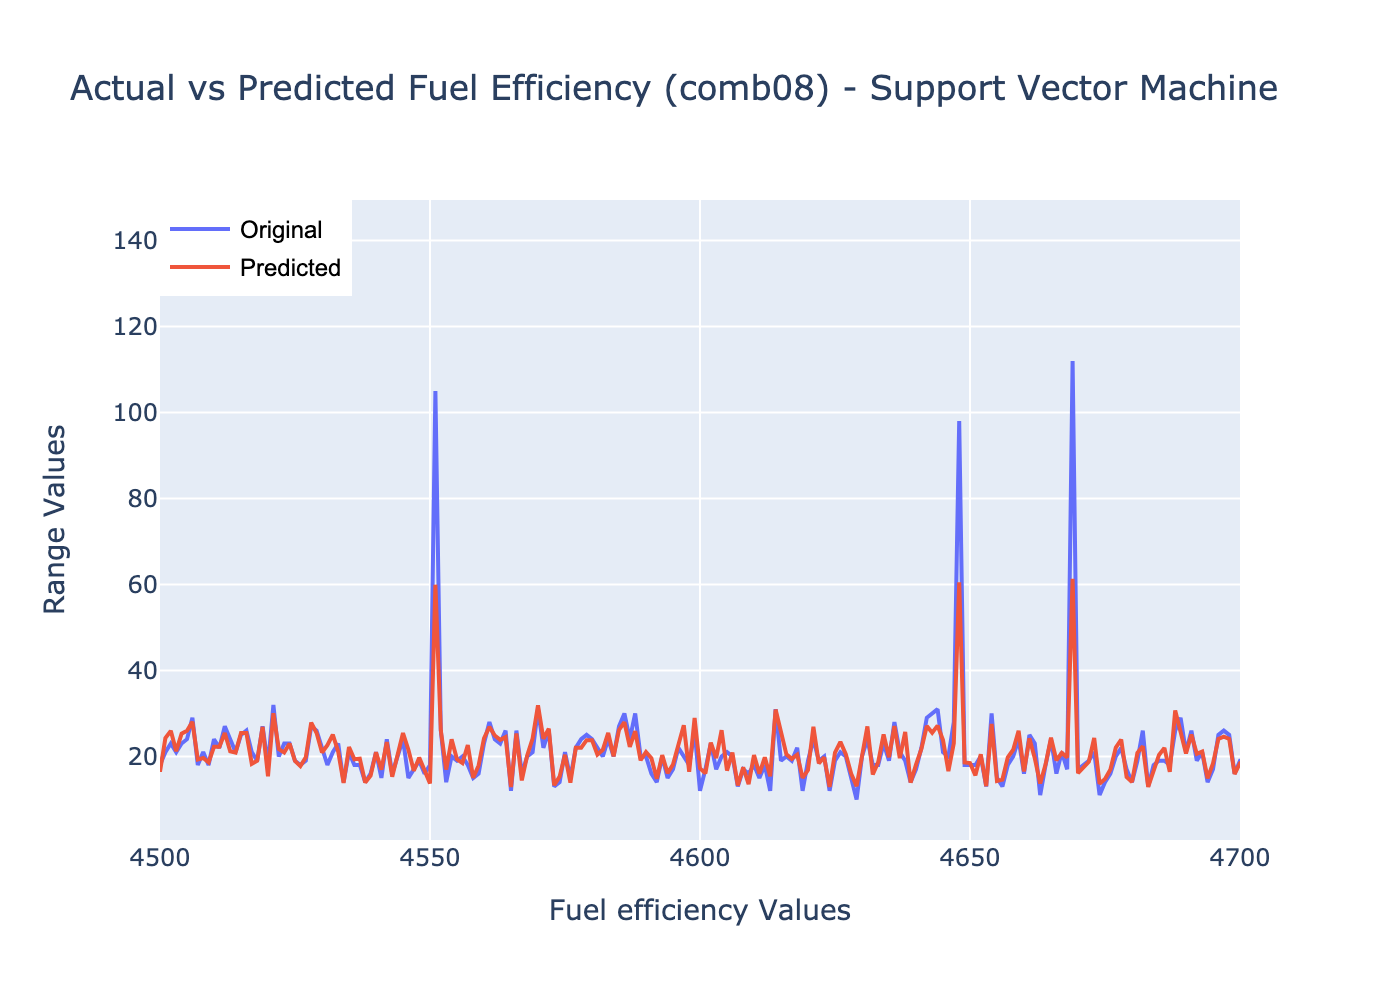 Actual vs Predicted Fuel Efficiency (comb08) - Support Vector Machine
Original
Predicted
140
120
100
80
60
40
20
Range Values
4500 4550 4600 4650 4700
Fuel efficiency Values